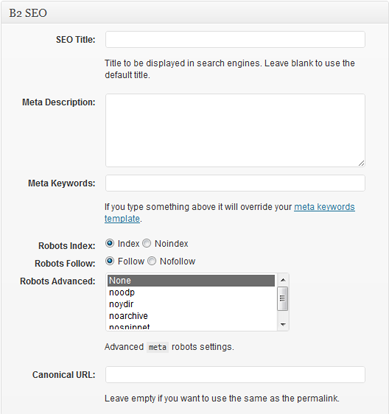 B2 SEO
SEO Title:
Title to be displayed in search engines. Leave blank to use the
default title.
Meta Description:
Meta Keywords:
If you type something above it will override your meta keywords
template.
Robots Index: Index Noindex
Robots Follow: Follow Nofollow
Robots Advanced: None
noodp
noydir
noarchive
nosnippet
Advanced meta robots settings.
Canonical URL:
Leave empty if you want to use the same as the permalink.